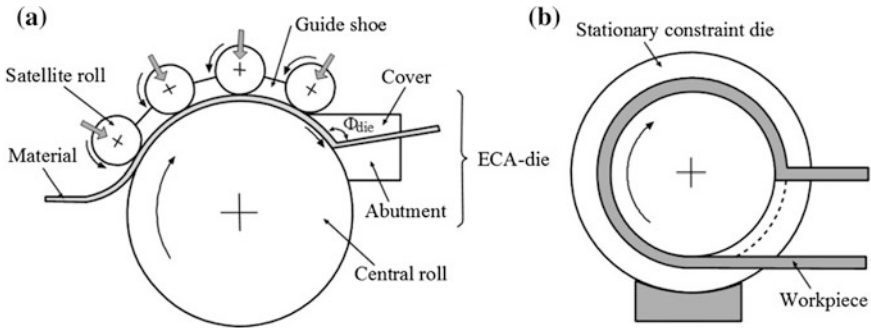 (a)
Guide shoe
Satellite roll
Cover
Φdie
Material
ECA-die
Abutment
Central roll
(b)
Stationary constraint die
Workpiece